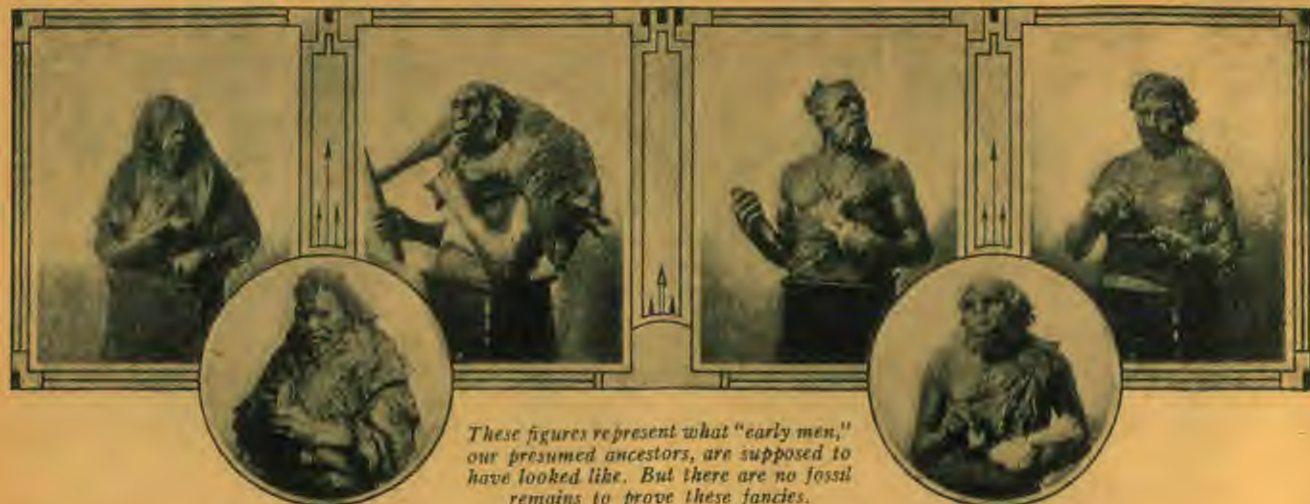 These figures represent what "early men,"
our presumed ancestors, are supposed to
have looked like. But there are no fossil
remains to prove these fancies.